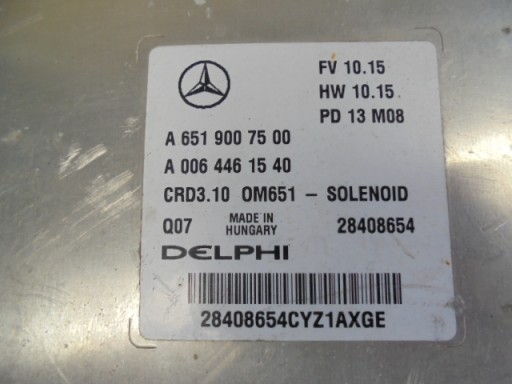 FV 10.15
HW 10.15
PD 13 M08
A 651 900 75 00
A 006 446 15 40
CRD3.10 OM651 - SOLENOID
Q07 MADE IN HUNGARY 28408654
DELPHI
28408654CYZ1AXGE